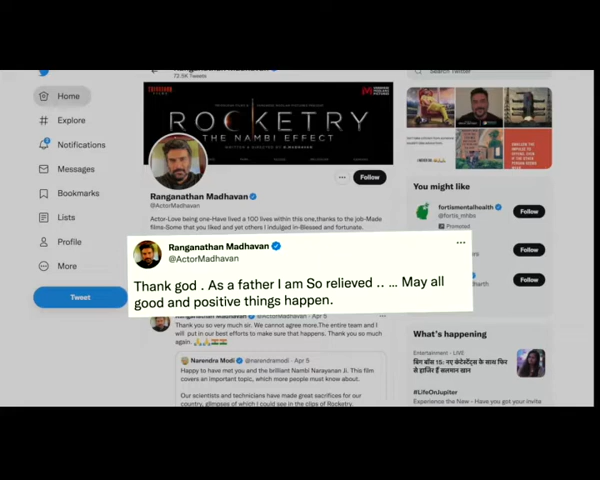 72.5K Tweets
Home
Explore
Notifications
Messages
Bookmarks
Lists
Profile
More
Tweet
ROCKETRY
THE NAMBI EFFECT
Follow
Ranganathan Madhavan
@ActorMadhavan
Actor-Love being one-Have lived a 100 lives within this one,thanks to the job-Made
films-Some that you liked and yet others I indulged in-Blessed and fortunate.
Ranganathan Madhavan
@ActorMadhavan
...
Thank god . As a father I am So relieved .. ... May all
good and positive things happen.
@ActorMadhavan · Apr 5
Thank you so very much sir. We cannot agree more.The entire team and I
will put in our best efforts to make sure that happens. Thank you so much
again.
Narendra Modi @narendramodi · Apr 5
Happy to have met you and the brilliant Nambi Narayanan Ji. This film
covers an important topic, which more people must know about.
Our scientists and technicians have made great sacrifices for our
country, glimpses of which I could see in the clips of Rocketry.
Search Twitter
You might like
fortismentalhealth
@fortis_mhbs
Promoted
Follow
Follow
Follow
What's happening
Entertainment · LIVE
बिग बॉस 15: नए कंटेस्टेंट्स के साथ फिर
से हाजिर हैं सलमान खान
#LifeOnJupiter
Experience the New - Have you got your invite